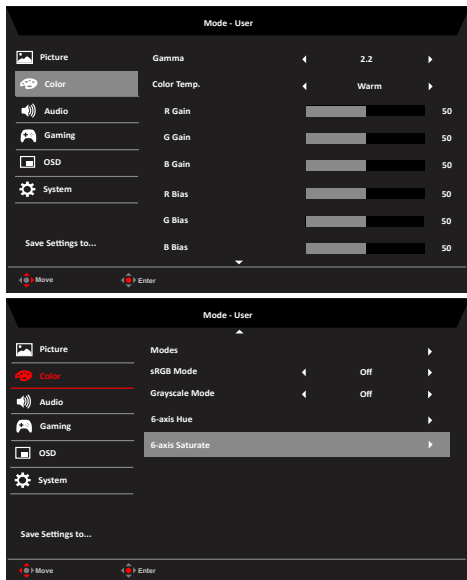 Mode - User
Picture
Gamma 2.2
Color
Color Temp. Warm
Audio
R Gain 50
Gaming
G Gain 50
OSD
B Gain 50
System
R Bias 50
G Bias 50
Save Settings to...
B Bias 50
Move Enter
Mode - User
Picture
Modes
Color
sRGB Mode Off
Audio
Grayscale Mode Off
Gaming
6-axis Hue
OSD
6-axis Saturate
System
Save Settings to...
Move Enter